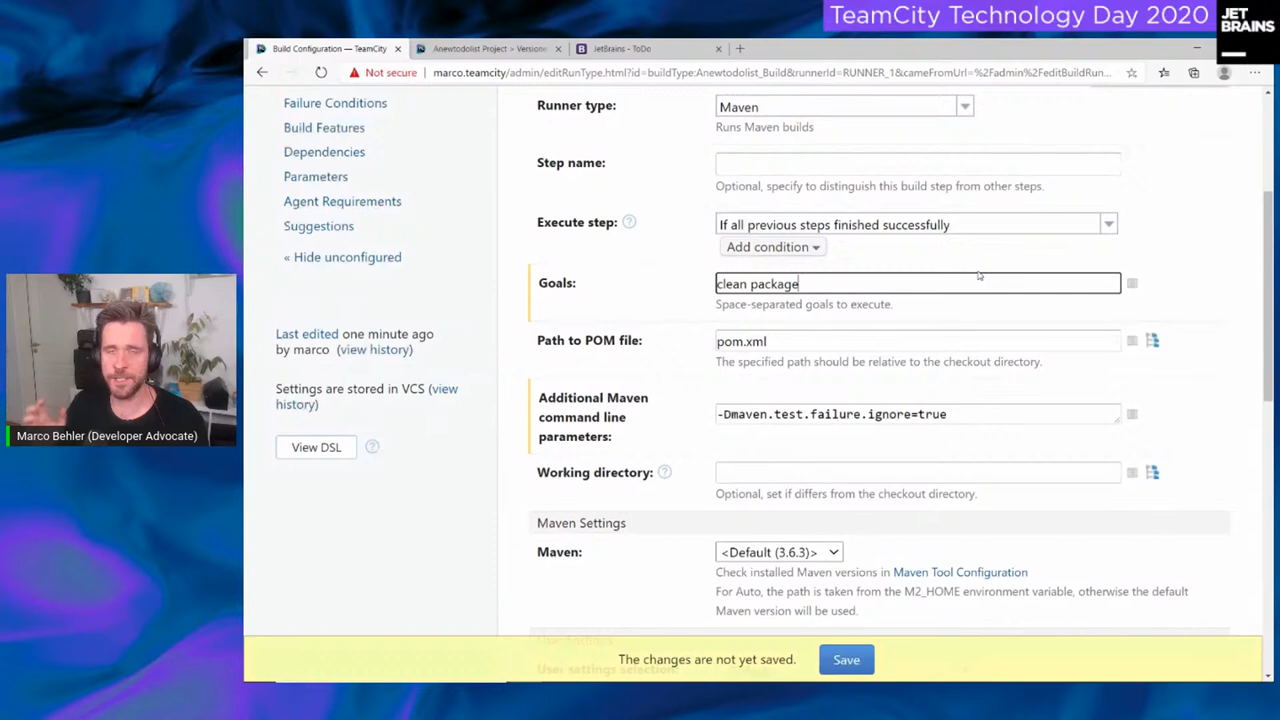 TeamCity Technology Day 2020
JET
BRAINS
Build Configuration — TeamCity
Anewtodolist Project > Versione
JetBrains - ToDo
Not secure
marco.teamcity/admin/editRunType.html?id=buildType:Anewtodolist_Build&runnerId=RUNNER_1&cameFromUrl=%2Fadmin%2FeditBuildRun...
Failure Conditions
Build Features
Dependencies
Parameters
Agent Requirements
Suggestions
« Hide unconfigured
Last edited one minute ago
by marco (view history)
Settings are stored in VCS (view
history)
View DSL
Runner type:
Maven
Runs Maven builds
Step name:
Optional, specify to distinguish this build step from other steps.
Execute step:
If all previous steps finished successfully
Add condition
Goals:
clean package
Space-separated goals to execute.
Path to POM file:
pom.xml
The specified path should be relative to the checkout directory.
Additional Maven
command line
parameters:
-Dmaven.test.failure.ignore=true
Working directory:
Optional, set if differs from the checkout directory.
Maven Settings
Maven:
<Default (3.6.3)>
Check installed Maven versions in Maven Tool Configuration
For Auto, the path is taken from the M2_HOME environment variable, otherwise the default
Maven version will be used.
User settings selection:
The changes are not yet saved.
Save
Marco Behler (Developer Advocate)